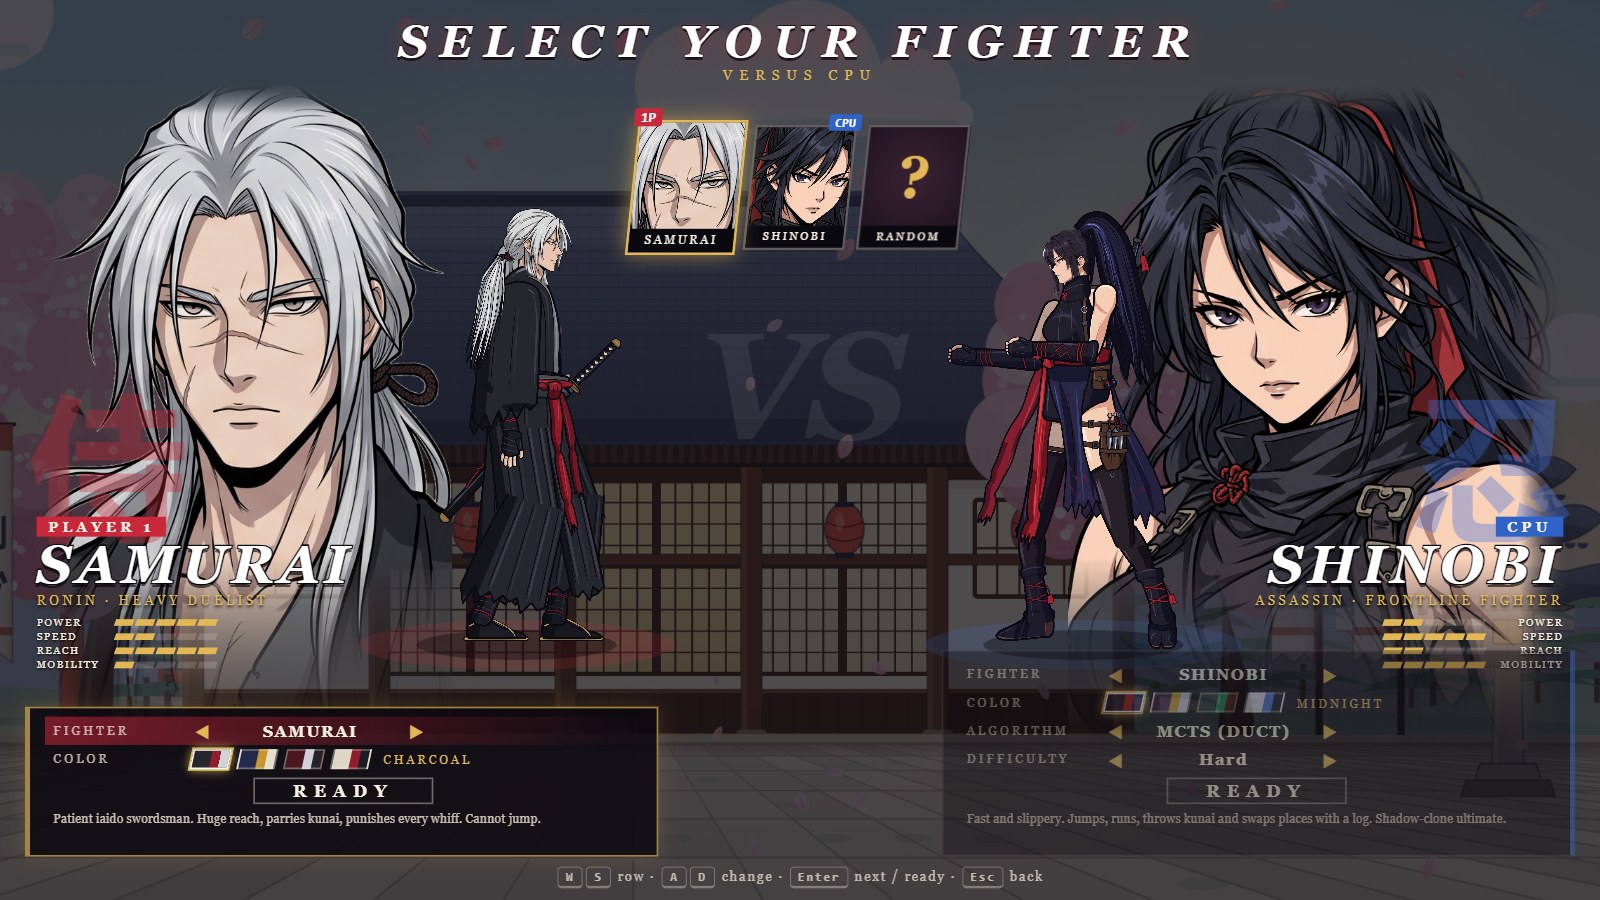 SELECT YOUR FIGHTER
VERSUS CPU
1P
CPU
SAMURAI
SHINOBI
?
RANDOM
VS
侍
忍
PLAYER 1
SAMURAI
RONIN · HEAVY DUELIST
POWER
SPEED
REACH
MOBILITY
CPU
SHINOBI
ASSASSIN · FRONTLINE FIGHTER
POWER
SPEED
REACH
MOBILITY
FIGHTER ◀ SAMURAI ▶
COLOR CHARCOAL
READY
Patient iaido swordsman. Huge reach, parries kunai, punishes every whiff. Cannot jump.
FIGHTER ◀ SHINOBI ▶
COLOR MIDNIGHT
ALGORITHM ◀ MCTS (DUCT) ▶
DIFFICULTY ◀ Hard ▶
READY
Fast and slippery. Jumps, runs, throws kunai and swaps places with a log. Shadow-clone ultimate.
W S row · A D change · Enter next / ready · Esc back